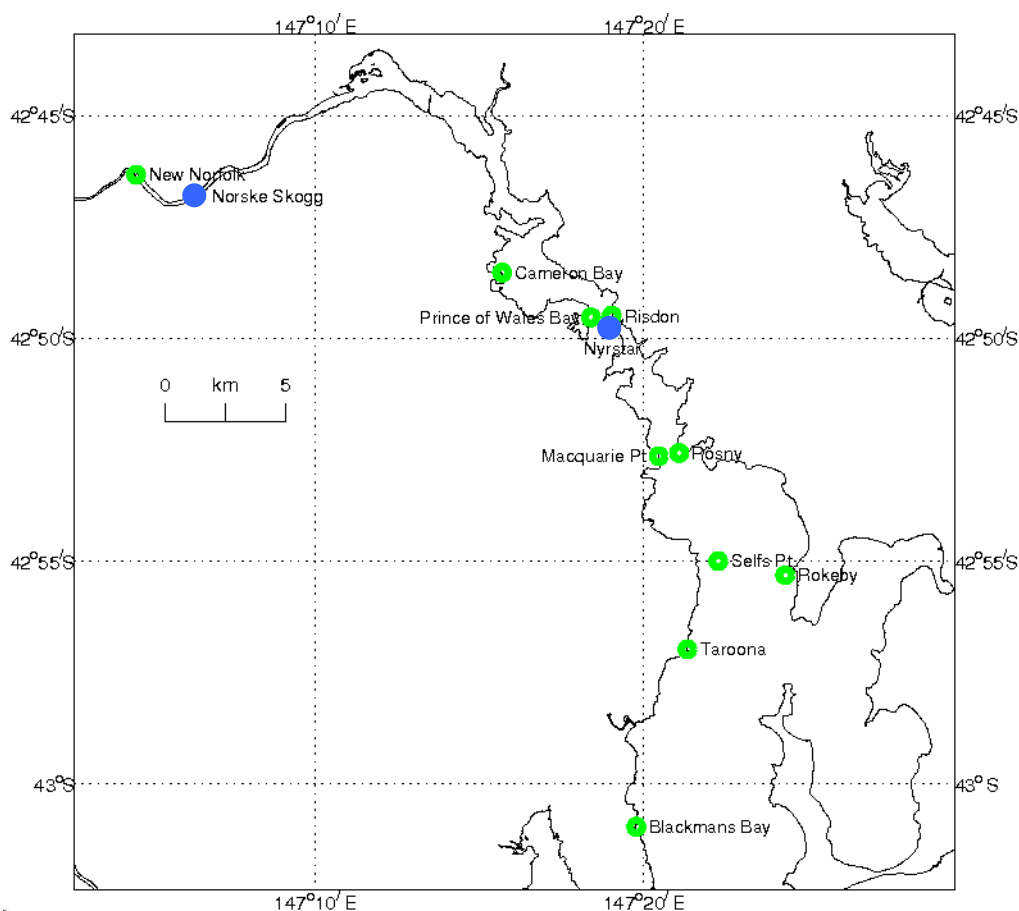 147°10′ E 147°20′ E
42°45′S 42°45′S
New Norfolk
Norske Skogg
Cameron Bay
Prince of Wales Bay Risdon
42°50′S Nyrstar 42°50′S
0 km 5
Macquarie Pt Rosny
42°55′S Selfs Pt 42°55′S
Rokeby
Taroona
43°S 43°S
Blackmans Bay
147°10′ E 147°20′ E